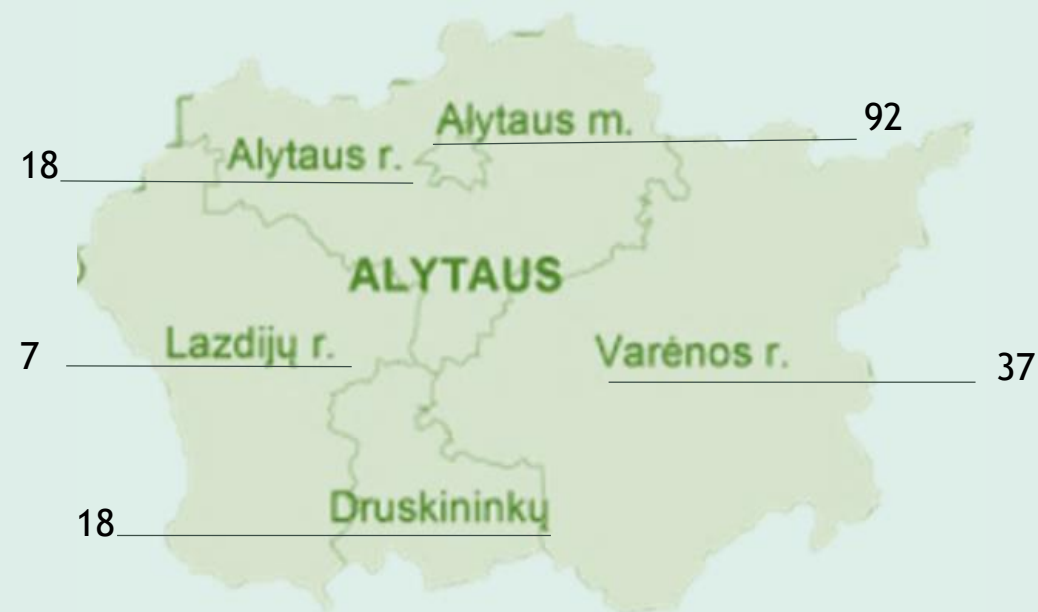 Alytaus m.
92
18
Alytaus r.
ALYTAUS
7
Lazdijų r.
Varėnos r.
37
18
Druskininkų